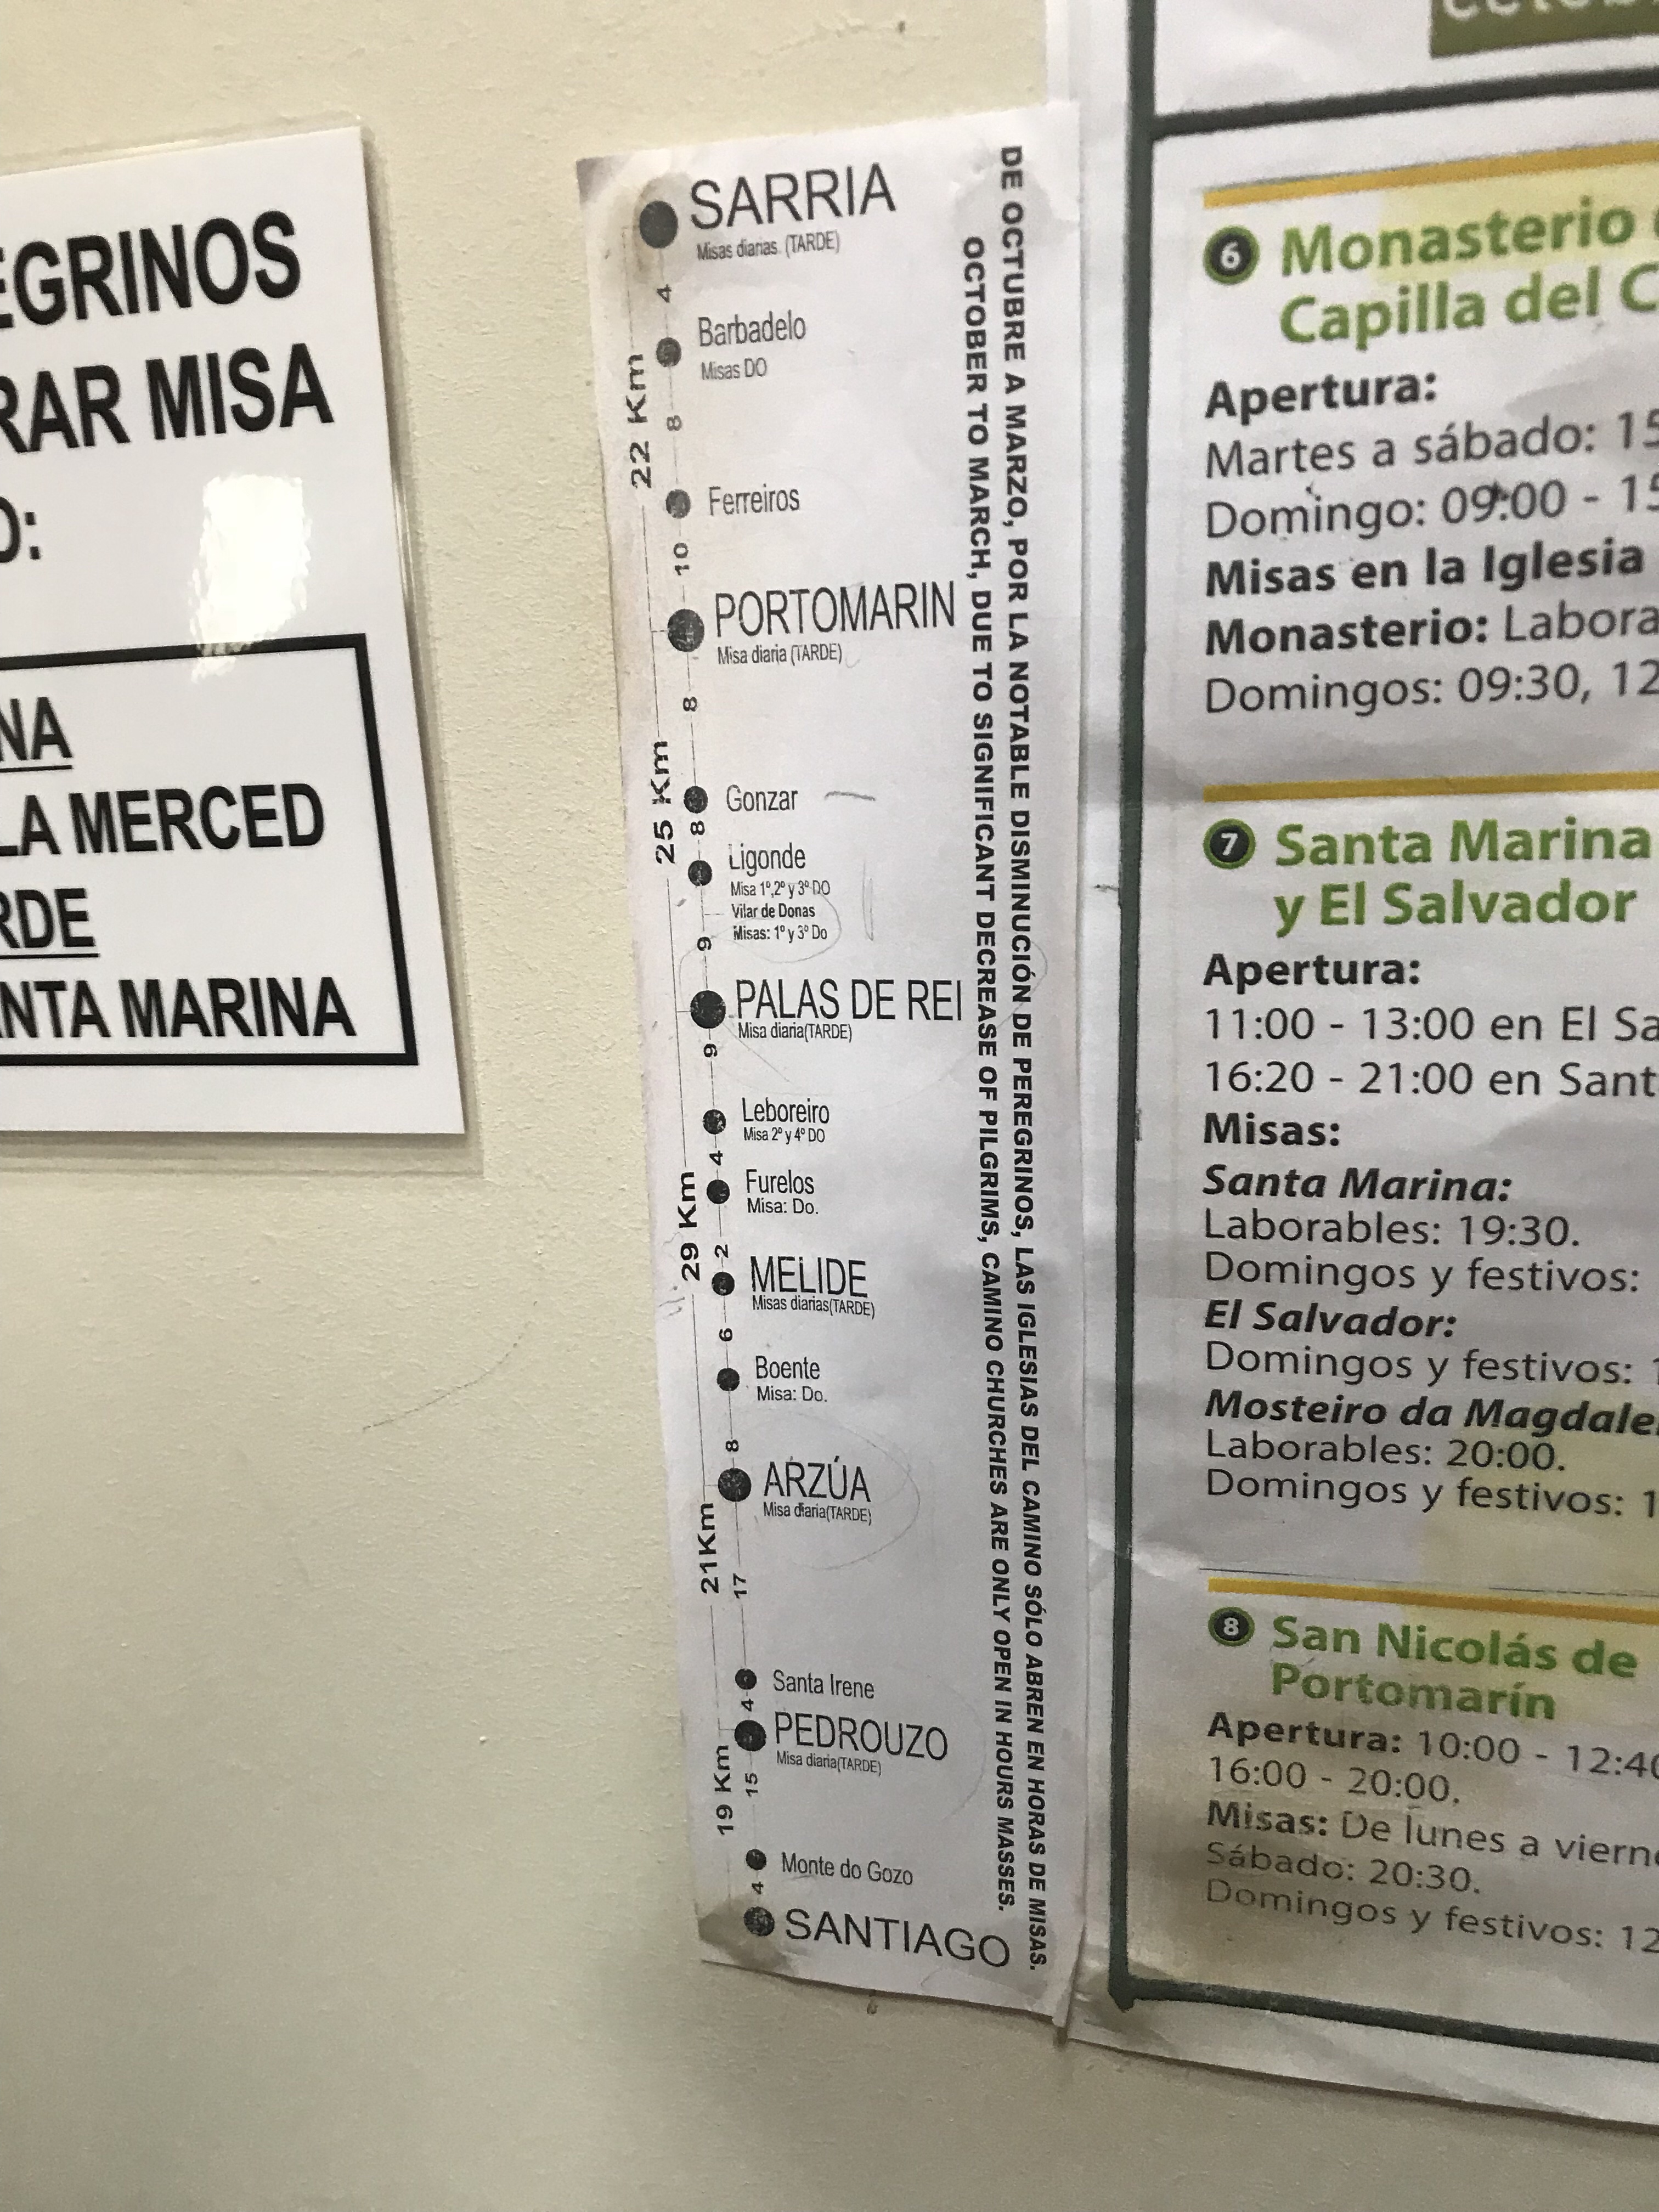 EGRINOS
RAR MISA
O:
NA
LA MERCED
RDE
ANTA MARINA
SARRIA
Misas diarias. (TARDE)
4
Barbadelo
Misas DO
22 Km
8
Ferreiros
10
PORTOMARIN
Misa diaria (TARDE)
8
25 Km
Gonzar
8
Ligonde
Misa 1º,2º y 3º DO
Vilar de Donas
Misas: 1º y 3º Do
9
PALAS DE REI
Misa diaria(TARDE)
9
Leboreiro
Misa 2º y 4º DO
4
Furelos
Misa: Do.
29 Km
2
MELIDE
Misas diarias(TARDE)
6
Boente
Misa: Do.
8
ARZÚA
Misa diaria(TARDE)
21Km
17
Santa Irene
4
PEDROUZO
Misa diaria(TARDE)
19 Km
15
Monte do Gozo
4
SANTIAGO
DE OCTUBRE A MARZO, POR LA NOTABLE DISMINUCIÓN DE PEREGRINOS, LAS IGLESIAS DEL CAMINO SÓLO ABREN EN HORAS DE MISAS.
OCTOBER TO MARCH, DUE TO SIGNIFICANT DECREASE OF PILGRIMS, CAMINO CHURCHES ARE ONLY OPEN IN HOURS MASSES.
6 Monasterio
Capilla del C
Apertura:
Martes a sábado: 15
Domingo: 09:00 - 15
Misas en la Iglesia
Monasterio: Labora
Domingos: 09:30, 12
7 Santa Marina
y El Salvador
Apertura:
11:00 - 13:00 en El Sa
16:20 - 21:00 en Sant
Misas:
Santa Marina:
Laborables: 19:30.
Domingos y festivos:
El Salvador:
Domingos y festivos: 1
Mosteiro da Magdale
Laborables: 20:00.
Domingos y festivos: 1
8 San Nicolás de
Portomarín
Apertura: 10:00 - 12:40
16:00 - 20:00.
Misas: De lunes a vierne
Sábado: 20:30.
Domingos y festivos: 12